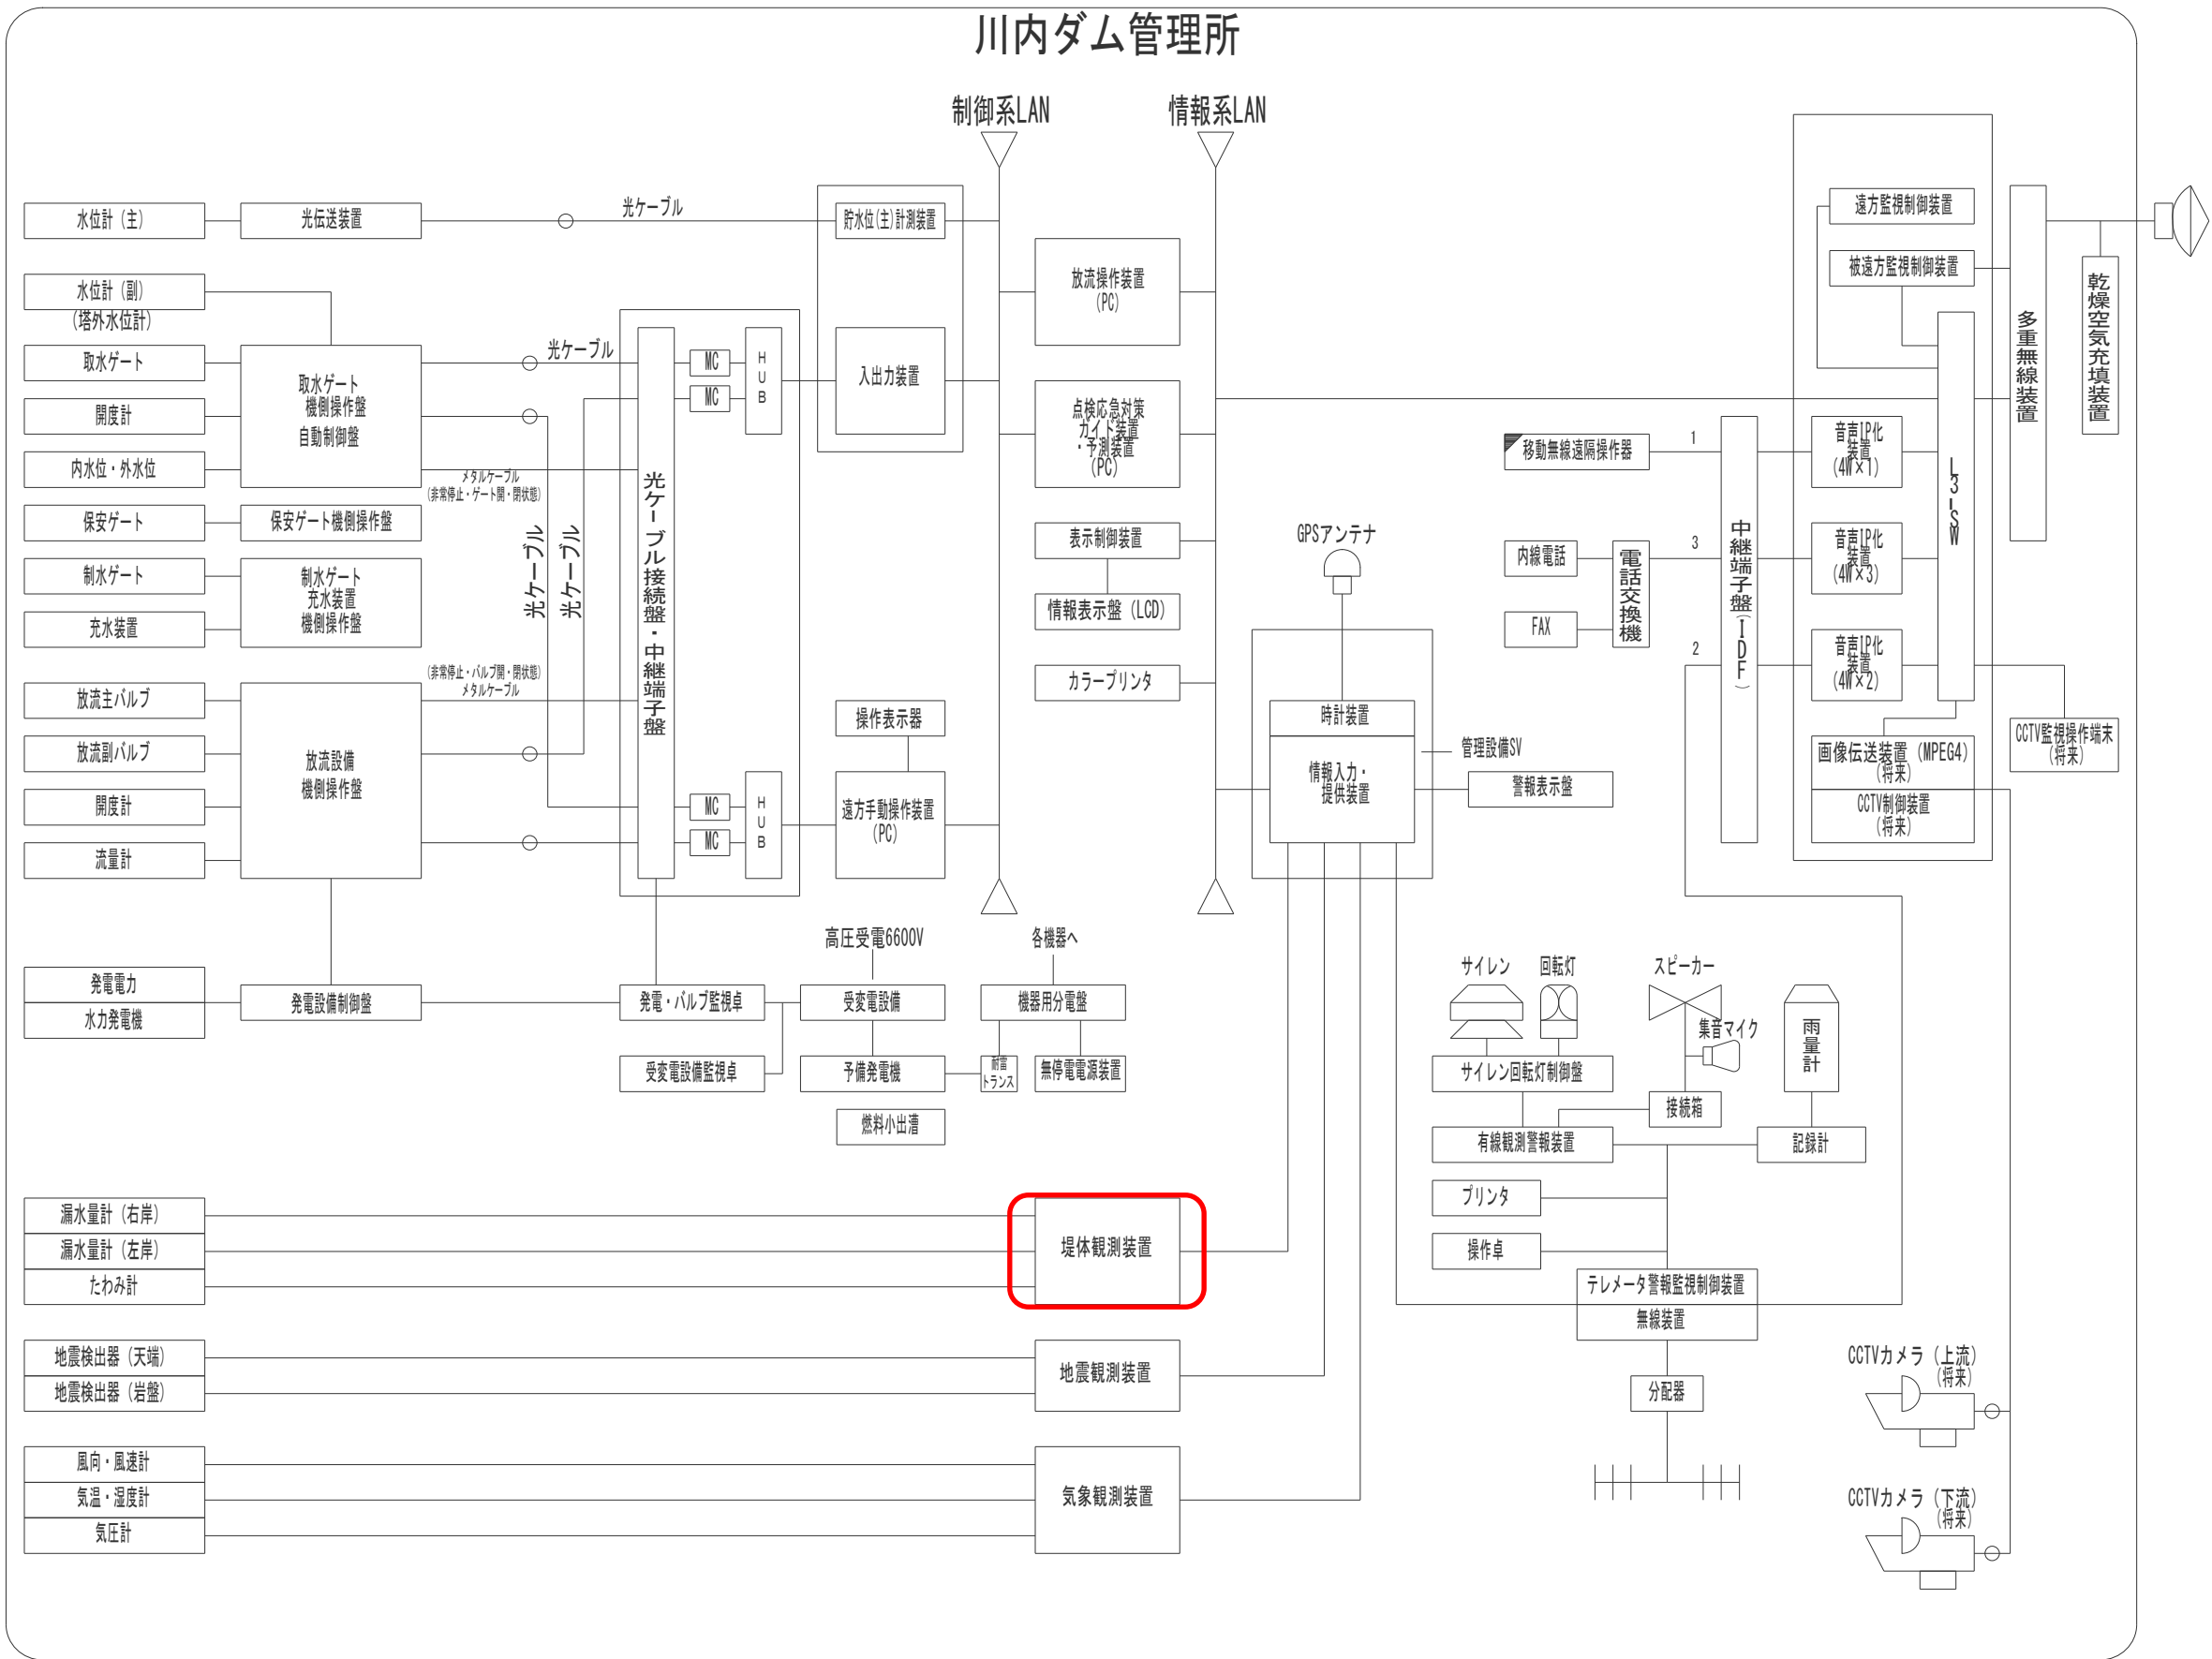 川内ダム管理所
制御系LAN
情報系LAN
水位計（主）
光伝送装置
光ケーブル
貯水位(主)計測装置
水位計（副）
（塔外水位計）
取水ゲート
開度計
内水位・外水位
取水ゲート
機側操作盤
自動制御盤
光ケーブル
メタルケーブル
（非常停止・ゲート開・閉状態）
保安ゲート
保安ゲート機側操作盤
制水ゲート
充水装置
制水ゲート
充水装置
機側操作盤
光ケーブル
光ケーブル
（非常停止・バルブ開・閉状態）
メタルケーブル
放流主バルブ
放流副バルブ
開度計
流量計
放流設備
機側操作盤
光ケーブル接続盤・中継端子盤
MC
MC
HUB
MC
MC
HUB
入出力装置
操作表示器
遠方手動操作装置
(PC)
放流操作装置
(PC)
点検応急対策
ガイド装置
・予測装置
(PC)
表示制御装置
情報表示盤（LCD）
カラープリンタ
GPSアンテナ
時計装置
情報入力・
提供装置
管理設備SV
警報表示盤
移動無線遠隔操作器
1
内線電話
FAX
電話交換機
3
2
中継端子盤(IDF)
遠方監視制御装置
被遠方監視制御装置
音声IP化
装置
(4W×1)
音声IP化
装置
(4W×3)
音声IP化
装置
(4W×2)
L3-SW
画像伝送装置（MPEG4）
（将来）
CCTV制御装置
（将来）
多重無線装置
乾燥空気充填装置
CCTV監視操作端末
（将来）
発電電力
水力発電機
発電設備制御盤
発電・バルブ監視卓
受変電設備監視卓
高圧受電6600V
受変電設備
予備発電機
燃料小出漕
各機器へ
機器用分電盤
耐雷
トランス
無停電電源装置
サイレン
回転灯
スピーカー
集音マイク
雨量計
サイレン回転灯制御盤
接続箱
有線観測警報装置
記録計
プリンタ
操作卓
テレメータ警報監視制御装置
無線装置
分配器
漏水量計（右岸）
漏水量計（左岸）
たわみ計
堤体観測装置
地震検出器（天端）
地震検出器（岩盤）
地震観測装置
風向・風速計
気温・湿度計
気圧計
気象観測装置
CCTVカメラ（上流）
（将来）
CCTVカメラ（下流）
（将来）